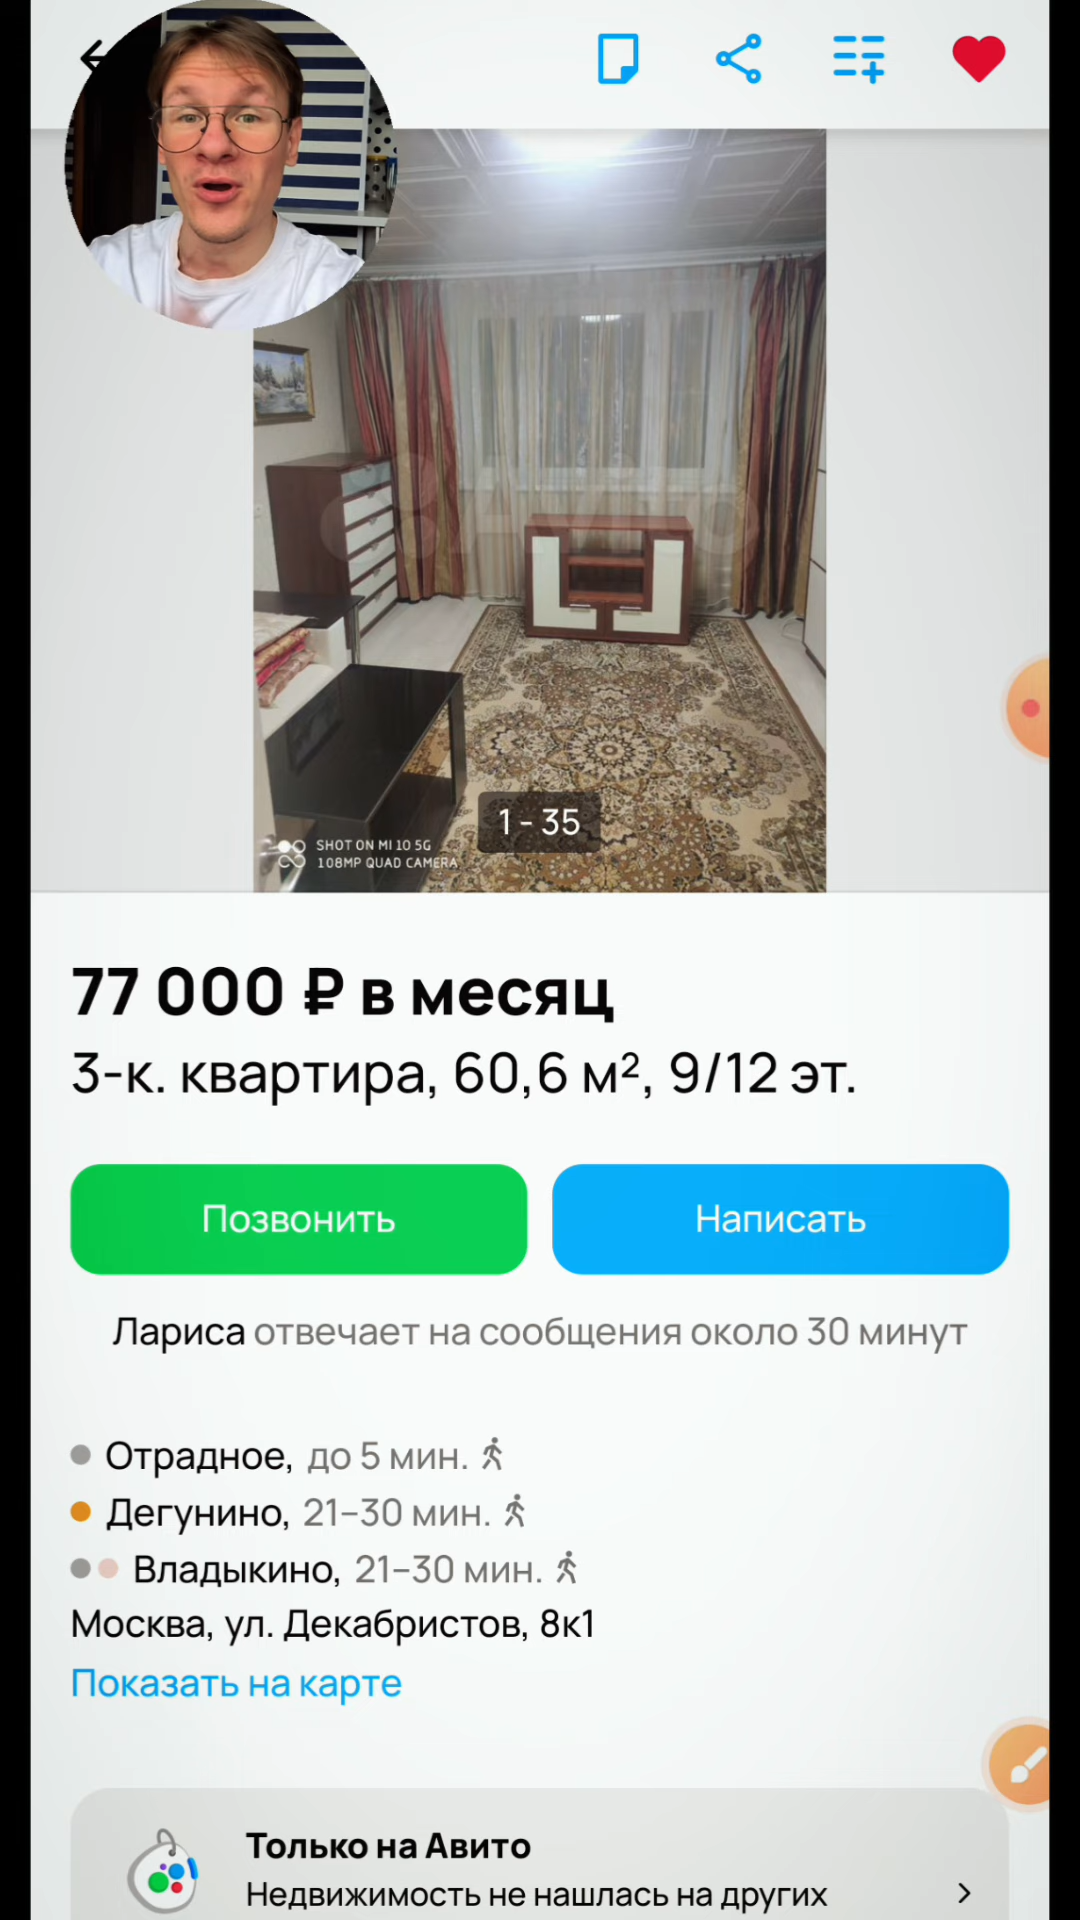 1 - 35
SHOT ON MI 10 5G
108MP QUAD CAMERA
77 000 ₽ в месяц
3-к. квартира, 60,6 м², 9/12 эт.
Позвонить
Написать
Лариса отвечает на сообщения около 30 минут
Отрадное, до 5 мин.
Дегунино, 21–30 мин.
Владыкино, 21–30 мин.
Москва, ул. Декабристов, 8к1
Показать на карте
Только на Авито
Недвижимость не нашлась на других